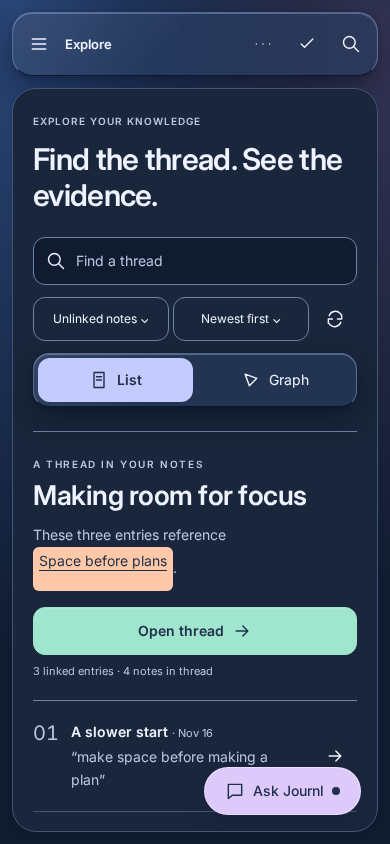 Explore
EXPLORE YOUR KNOWLEDGE
Find the thread. See the
evidence.
Find a thread
Unlinked notes
Newest first
List
Graph
A THREAD IN YOUR NOTES
Making room for focus
These three entries reference
Space before plans.
Open thread →
3 linked entries · 4 notes in thread
01
A slower start · Nov 16
“make space before making a
plan”
Ask Journl